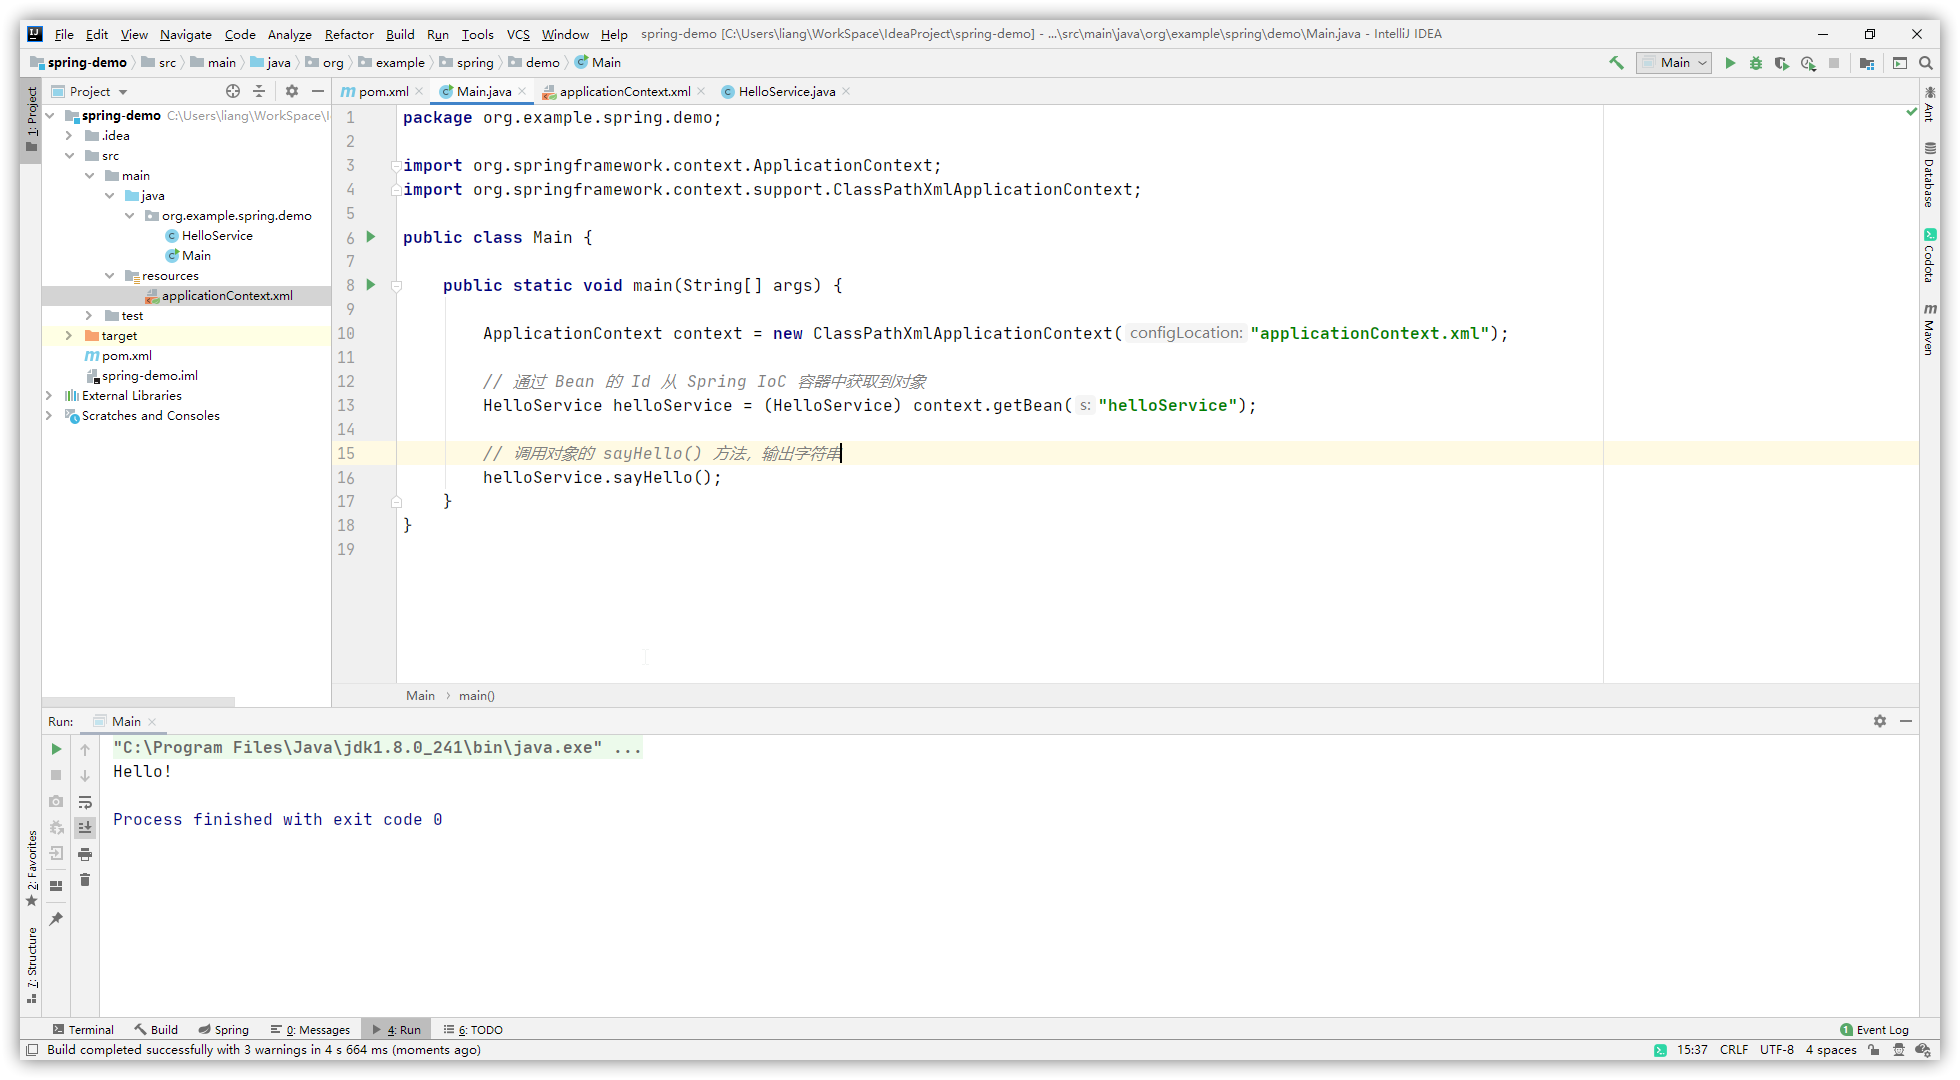 File Edit View Navigate Code Analyze Refactor Build Run Tools VCS Window Help spring-demo [C:\Users\liang\WorkSpace\IdeaProject\spring-demo] - ...\src\main\java\org\example\spring\demo\Main.java - IntelliJ IDEA
spring-demo src main java org example spring demo Main
Main
Project
pom.xml Main.java applicationContext.xml HelloService.java
1: Project
spring-demo C:\Users\liang\WorkSpace\I
.idea
src
main
java
org.example.spring.demo
HelloService
Main
resources
applicationContext.xml
test
target
pom.xml
spring-demo.iml
External Libraries
Scratches and Consoles
1 package org.example.spring.demo;
2
3 import org.springframework.context.ApplicationContext;
4 import org.springframework.context.support.ClassPathXmlApplicationContext;
5
6 public class Main {
7
8 public static void main(String[] args) {
9
10 ApplicationContext context = new ClassPathXmlApplicationContext( configLocation: "applicationContext.xml");
11
12 // 通过 Bean 的 Id 从 Spring IoC 容器中获取到对象
13 HelloService helloService = (HelloService) context.getBean( s: "helloService");
14
15 // 调用对象的 sayHello() 方法，输出字符串
16 helloService.sayHello();
17 }
18 }
19
Main main()
Ant
Database
Codota
Maven
Run: Main
"C:\Program Files\Java\jdk1.8.0_241\bin\java.exe" ...
Hello!
Process finished with exit code 0
2: Favorites
7: Structure
Terminal Build Spring 0: Messages 4: Run 6: TODO 1 Event Log
Build completed successfully with 3 warnings in 4 s 664 ms (moments ago) 15:37 CRLF UTF-8 4 spaces